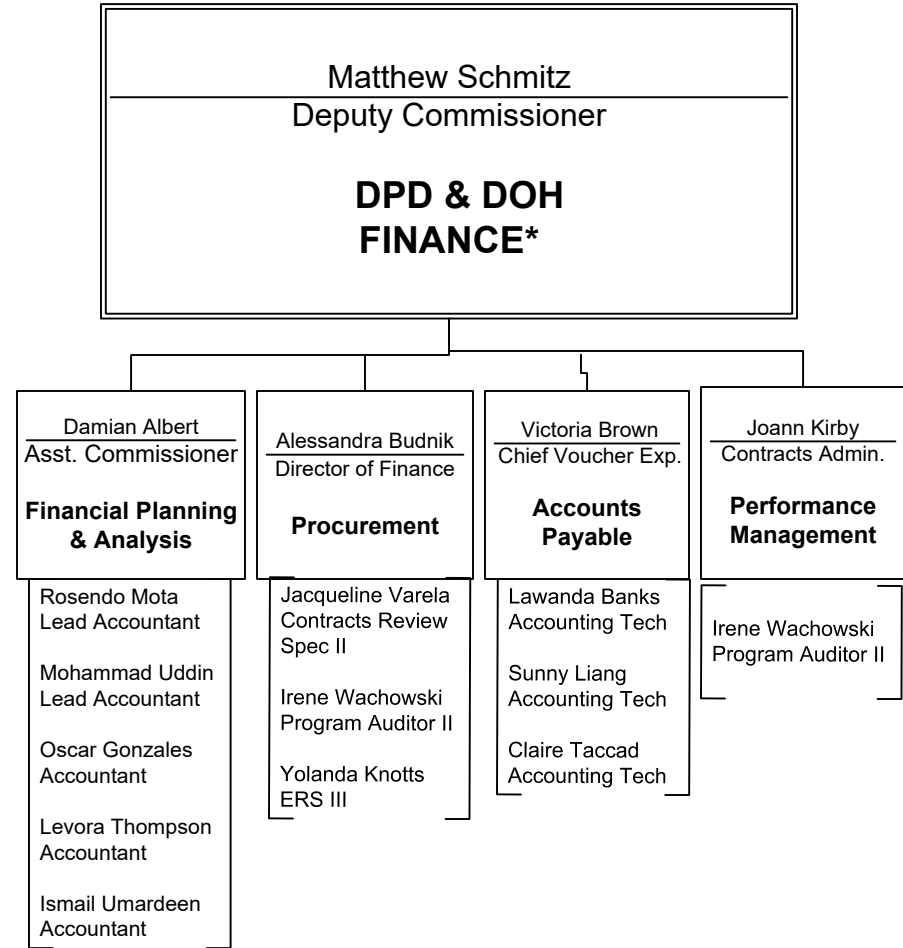 Matthew Schmitz
Deputy Commissioner
DPD & DOH
FINANCE*
Damian Albert
Asst. Commissioner
Financial Planning
& Analysis
Rosendo Mota
Lead Accountant
Mohammad Uddin
Lead Accountant
Oscar Gonzales
Accountant
Levora Thompson
Accountant
Ismail Umardeen
Accountant
Alessandra Budnik
Director of Finance
Procurement
Jacqueline Varela
Contracts Review
Spec II
Irene Wachowski
Program Auditor II
Yolanda Knotts
ERS III
Victoria Brown
Chief Voucher Exp.
Accounts
Payable
Lawanda Banks
Accounting Tech
Sunny Liang
Accounting Tech
Claire Taccad
Accounting Tech
Joann Kirby
Contracts Admin.
Performance
Management
Irene Wachowski
Program Auditor II